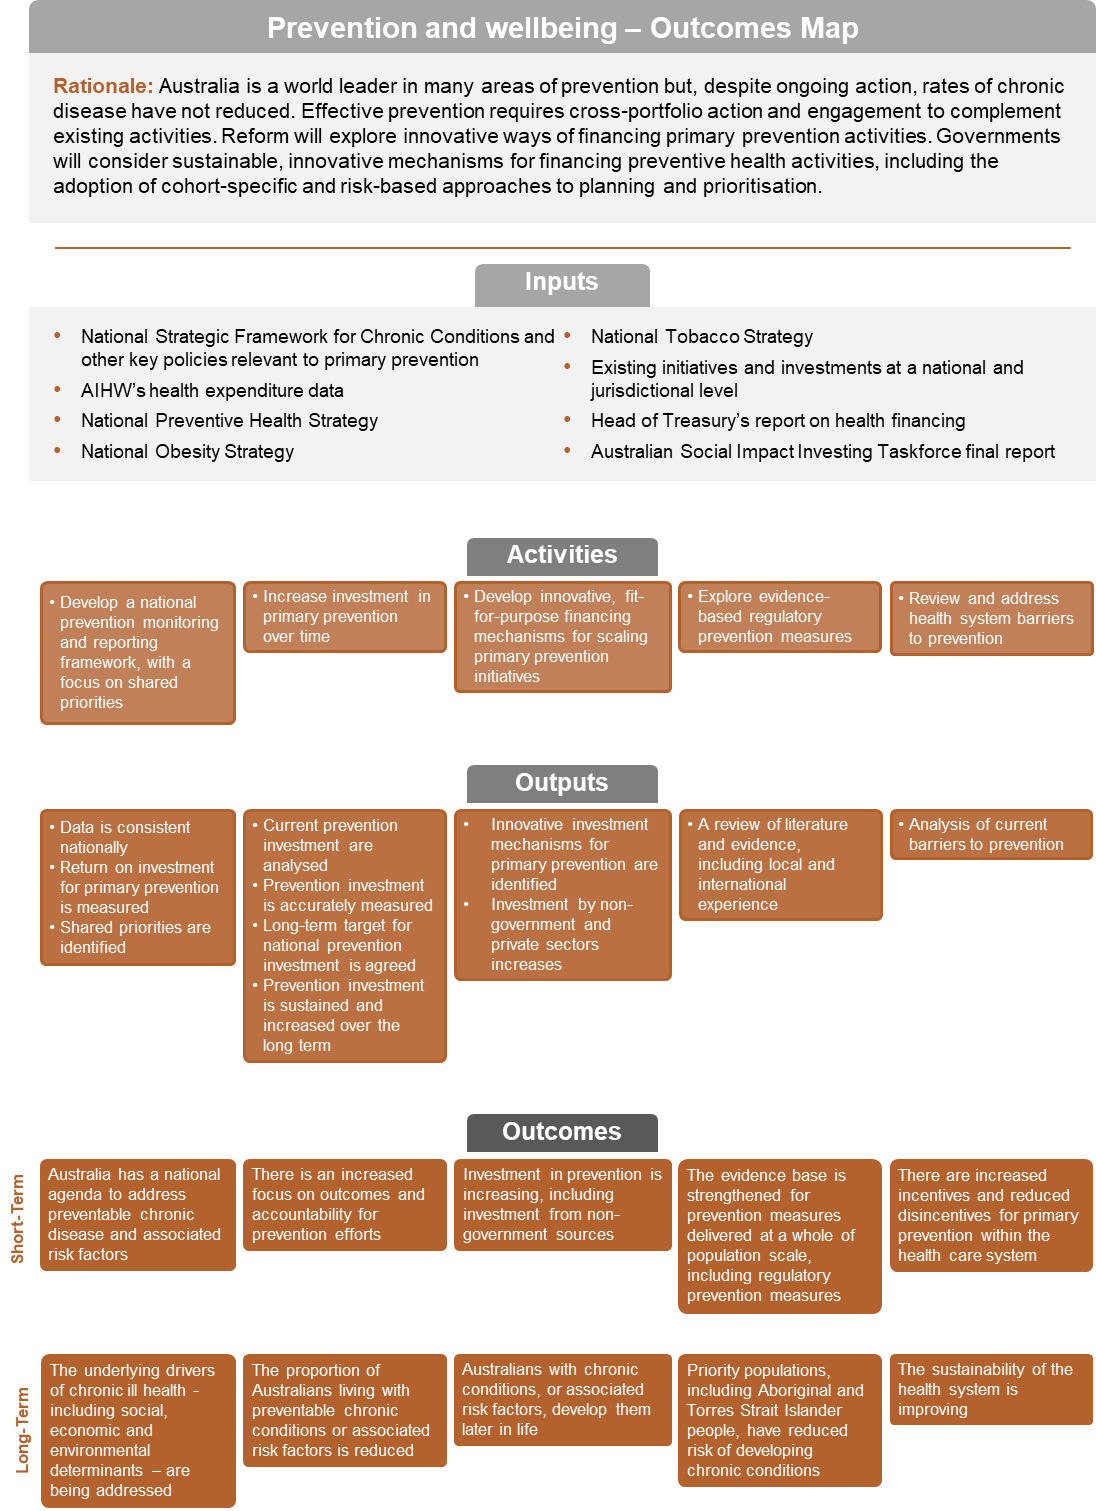 Prevention and wellbeing – Outcomes Map
Rationale: Australia is a world leader in many areas of prevention but, despite ongoing action, rates of chronic
disease have not reduced. Effective prevention requires cross-portfolio action and engagement to complement
existing activities. Reform will explore innovative ways of financing primary prevention activities. Governments
will consider sustainable, innovative mechanisms for financing preventive health activities, including the
adoption of cohort-specific and risk-based approaches to planning and prioritisation.
Inputs
• National Strategic Framework for Chronic Conditions and
other key policies relevant to primary prevention
• AIHW's health expenditure data
• National Preventive Health Strategy
• National Obesity Strategy
• National Tobacco Strategy
• Existing initiatives and investments at a national and
jurisdictional level
• Head of Treasury's report on health financing
• Australian Social Impact Investing Taskforce final report
Activities
• Develop a national
prevention monitoring
and reporting
framework, with a
focus on shared
priorities
• Increase investment in
primary prevention
over time
• Develop innovative, fit-
for-purpose financing
mechanisms for scaling
primary prevention
initiatives
• Explore evidence-
based regulatory
prevention measures
• Review and address
health system barriers
to prevention
Outputs
• Data is consistent
nationally
• Return on investment
for primary prevention
is measured
• Shared priorities are
identified
• Current prevention
investment are
analysed
• Prevention investment
is accurately measured
• Long-term target for
national prevention
investment is agreed
• Prevention investment
is sustained and
increased over the
long term
• Innovative investment
mechanisms for
primary prevention are
identified
• Investment by non-
government and
private sectors
increases
• A review of literature
and evidence,
including local and
international
experience
• Analysis of current
barriers to prevention
Outcomes
Short-Term
Australia has a national
agenda to address
preventable chronic
disease and associated
risk factors
There is an increased
focus on outcomes and
accountability for
prevention efforts
Investment in prevention is
increasing, including
investment from non-
government sources
The evidence base is
strengthened for
prevention measures
delivered at a whole of
population scale,
including regulatory
prevention measures
There are increased
incentives and reduced
disincentives for primary
prevention within the
health care system
Long-Term
The underlying drivers
of chronic ill health -
including social,
economic and
environmental
determinants – are
being addressed
The proportion of
Australians living with
preventable chronic
conditions or associated
risk factors is reduced
Australians with chronic
conditions, or associated
risk factors, develop them
later in life
Priority populations,
including Aboriginal and
Torres Strait Islander
people, have reduced
risk of developing
chronic conditions
The sustainability of the
health system is
improving